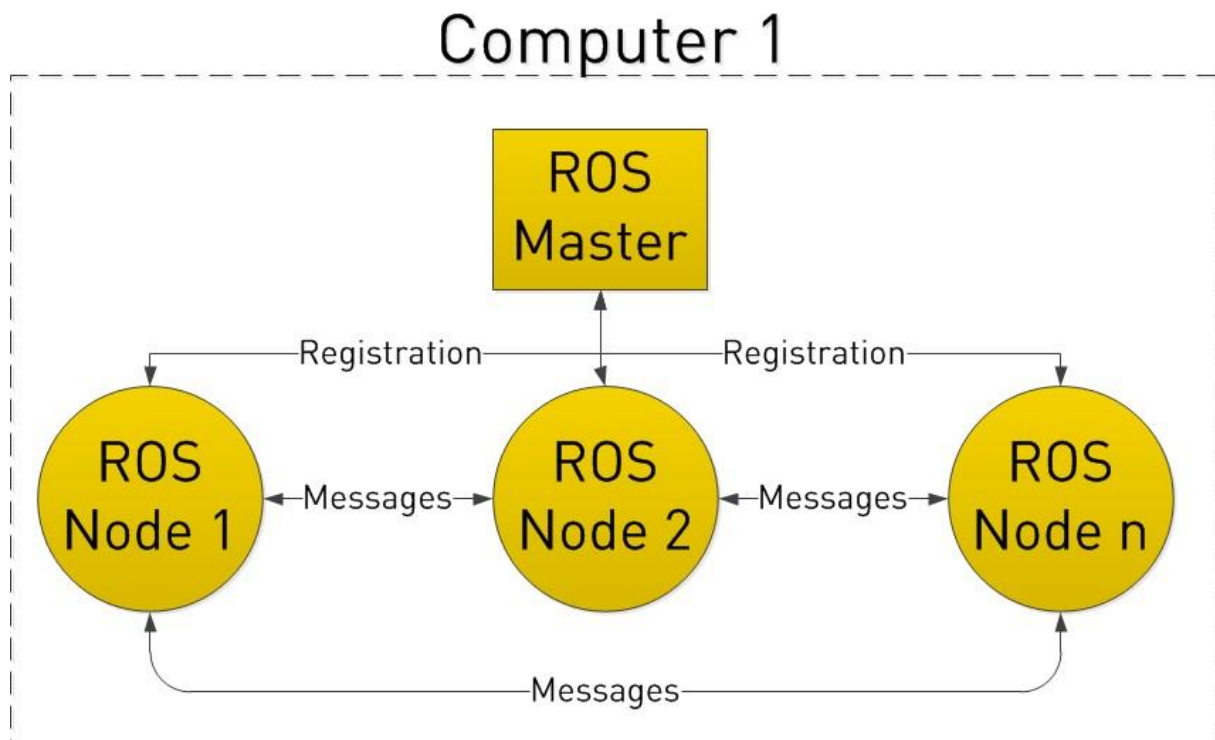 Computer 1
ROS
Master
Registration
Registration
ROS
Node 1
Messages
ROS
Node 2
Messages
ROS
Node n
Messages